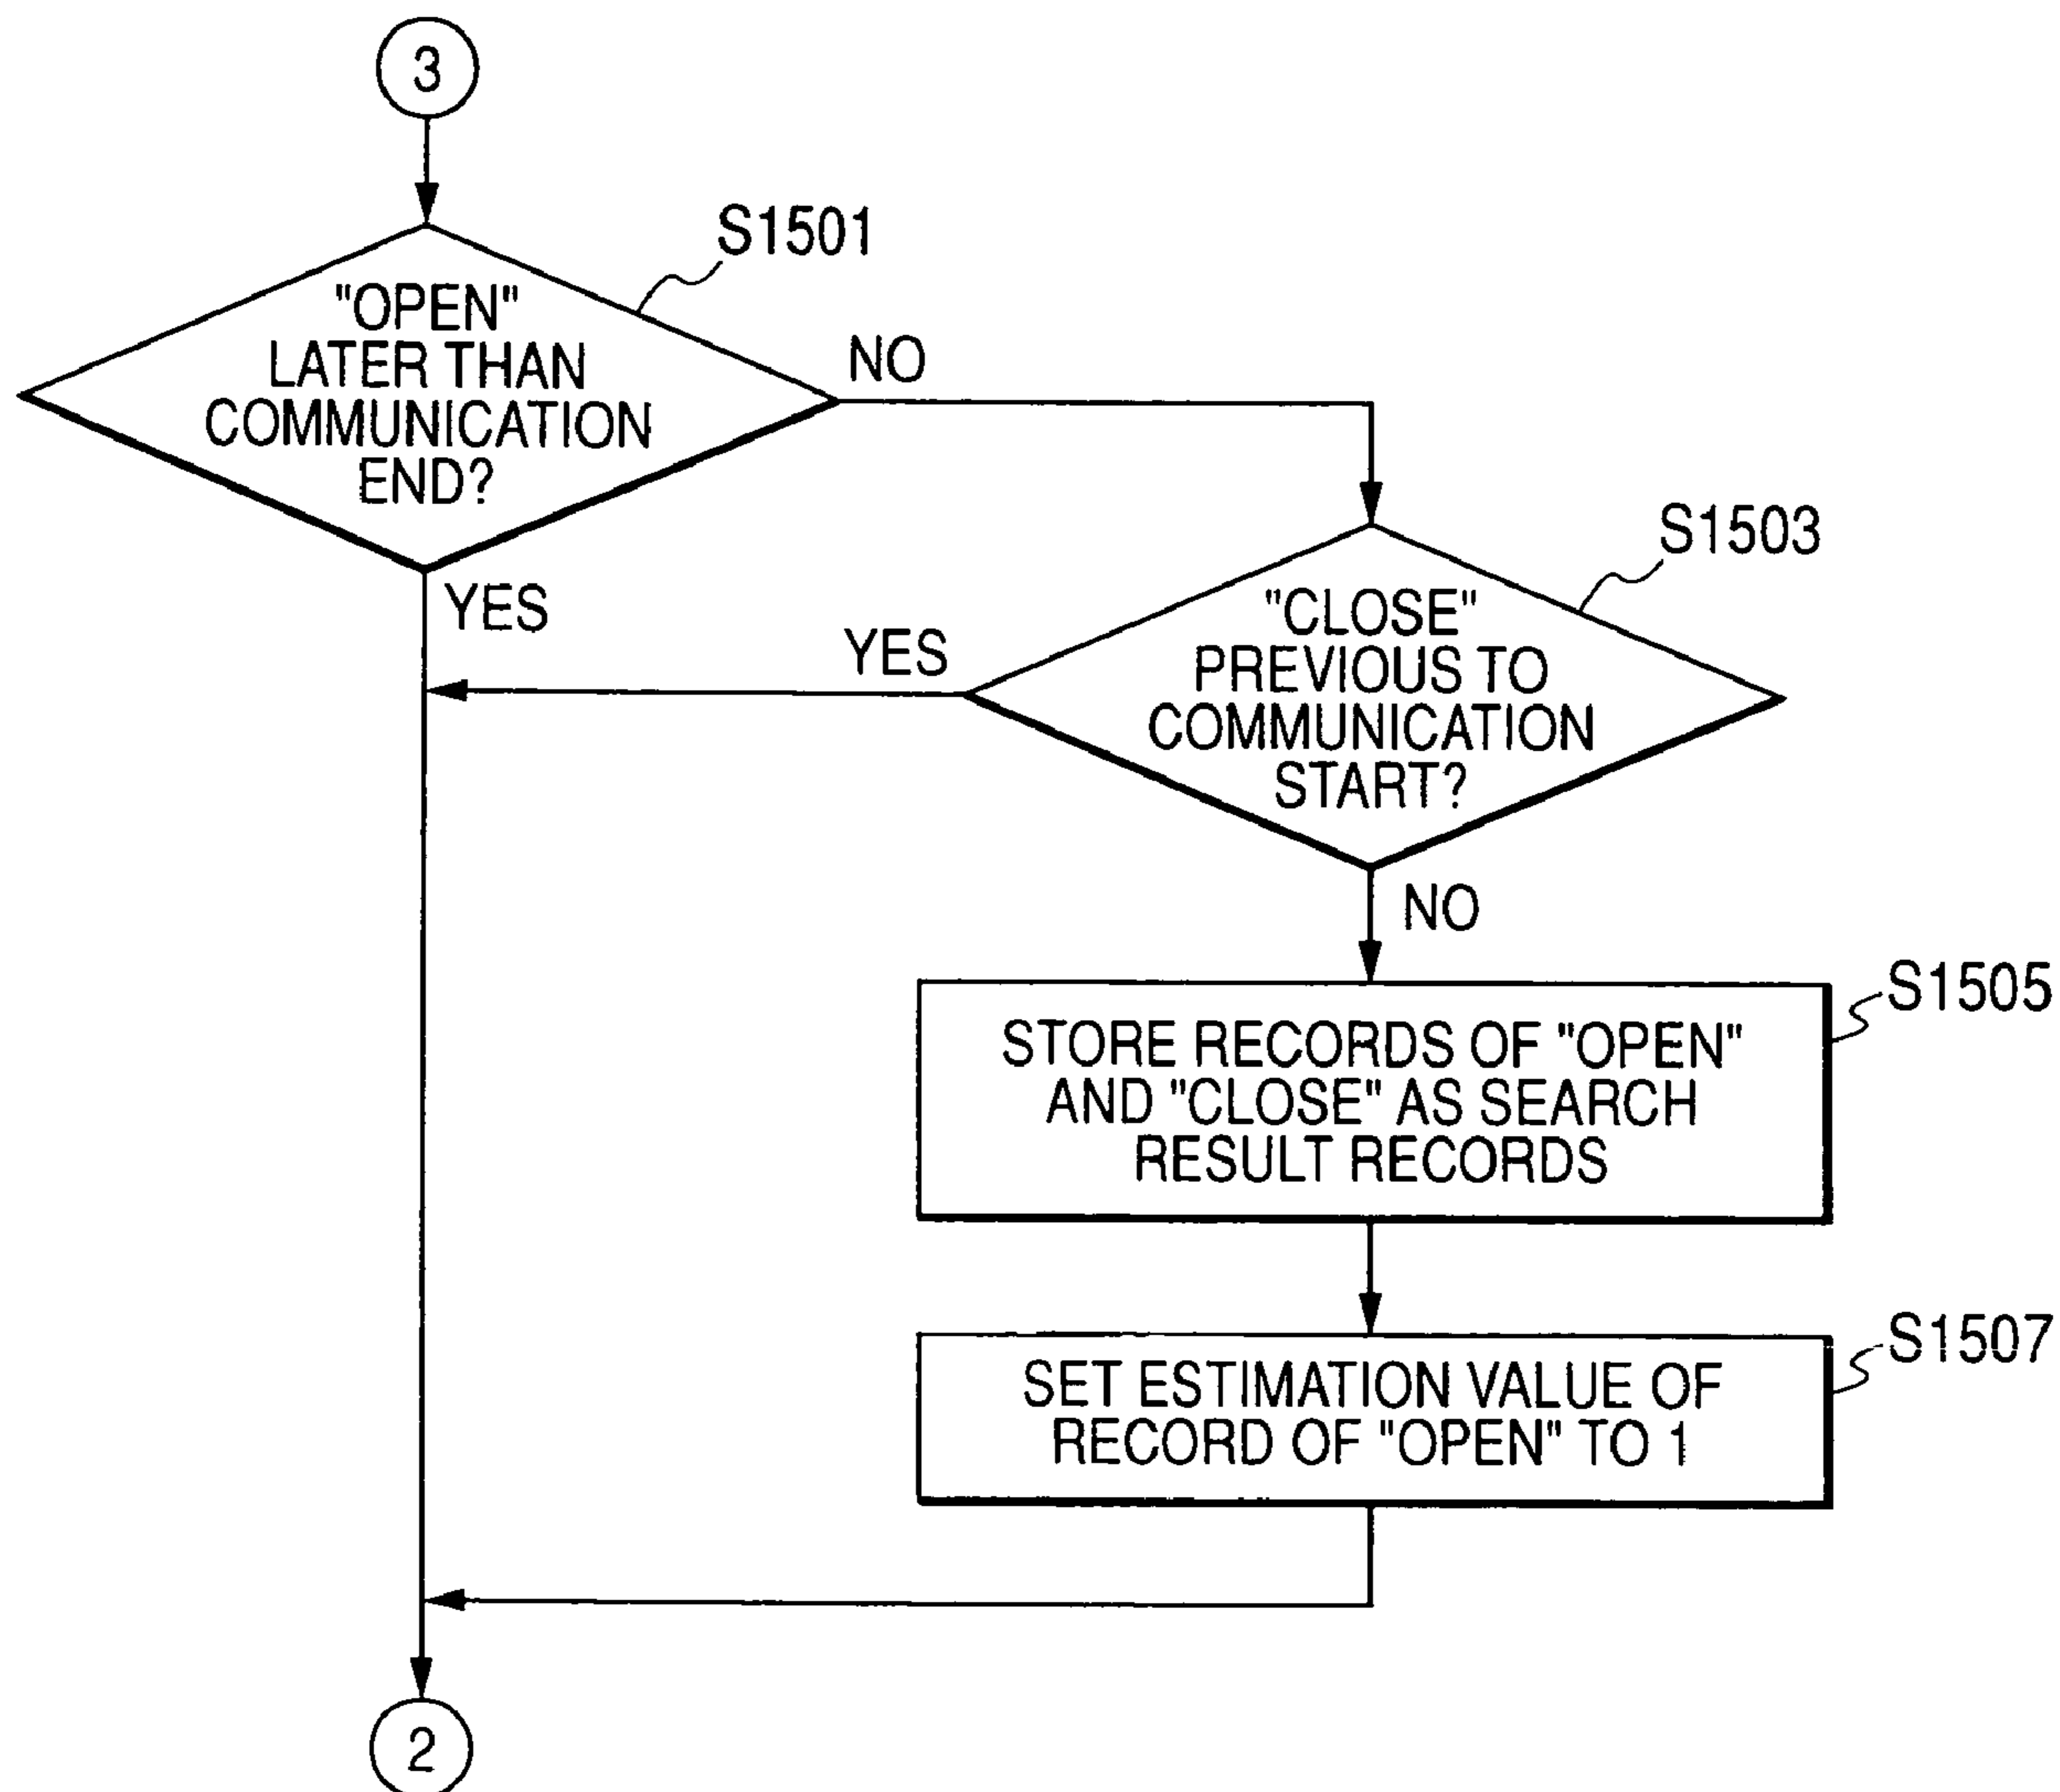 3
S1501
"OPEN"
LATER THAN
COMMUNICATION
END?
NO
YES
S1503
"CLOSE"
PREVIOUS TO
COMMUNICATION
START?
YES
NO
S1505
STORE RECORDS OF "OPEN"
AND "CLOSE" AS SEARCH
RESULT RECORDS
S1507
SET ESTIMATION VALUE OF
RECORD OF "OPEN" TO 1
2